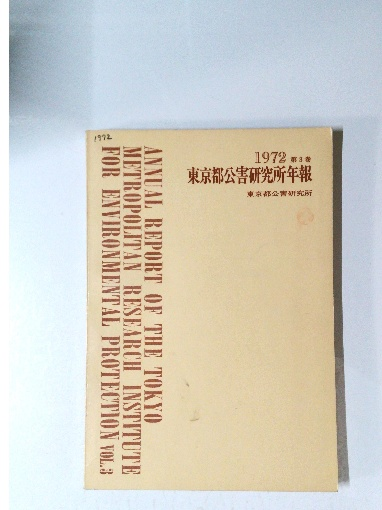 1972
1972 第3巻
東京都公害研究所年報
東京都公害研究所
ANNUAL REPORT OF THE TOKYO
METROPOLITAN RESEARCH INSTITUTE
FOR ENVIRONMENTAL PROTECTION VOL.3